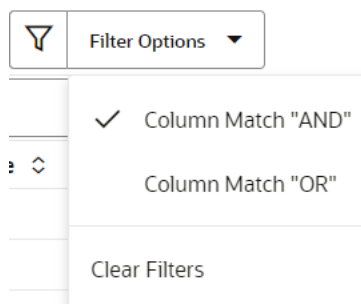 Filter Options
Column Match "AND"
e
Column Match "OR"
Clear Filters